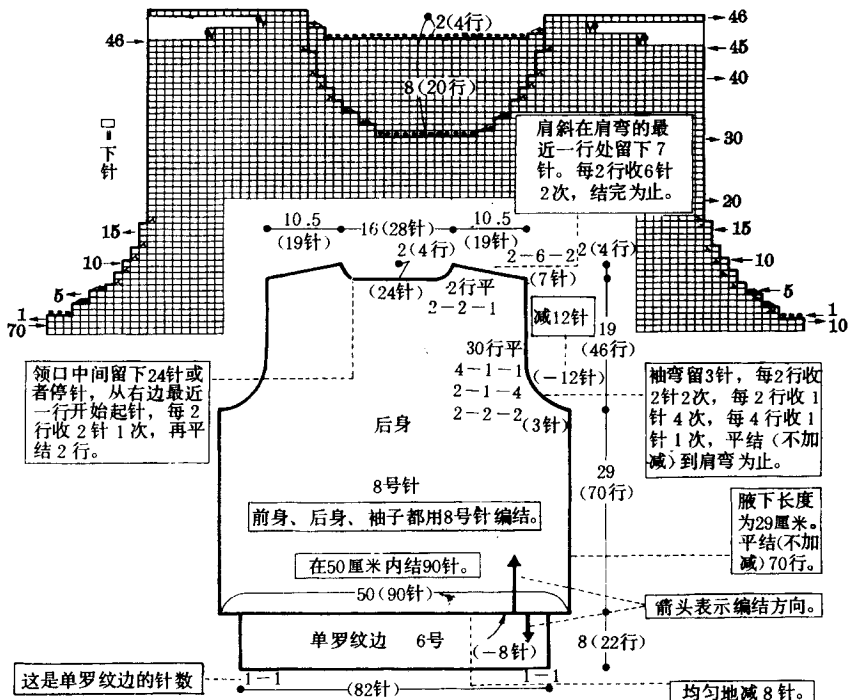 2(4行)
46
46
45
8(20行)
40
肩斜在肩弯的最
近一行处留下7
针。每2行收6针
2次，结完为止。
30
□=下针
20
10.5
16(28针)
10.5
15
15
(19针)
(19针)
2(4行)
2-6-2
2(4行)
10
10
(24针)
2行平
(7针)
5
2-2-1
5
减12针
1
1
70
19
10
30行平
(46行)
领口中间留下24针或
者停针，从右边最近
一行开始起针，每2
行收2针1次，再平
结2行。
4-1-1
(-12针)
2-1-4
2-2-2
(3针)
袖弯留3针，每2行收
2针2次，每2行收1
针4次，每4行收1
针1次，平结(不加
减)到肩弯为止。
后身
29
(70行)
8号针
前身、后身、袖子都用8号针编结。
腋下长度
为29厘米。
平结(不加
减)70行。
在50厘米内结90针。
50(90针)
箭头表示编结方向。
单罗纹边 6号
(-8针)
8(22行)
这是单罗纹边的针数
1-1
1-1
(82针)
均匀地减8针。